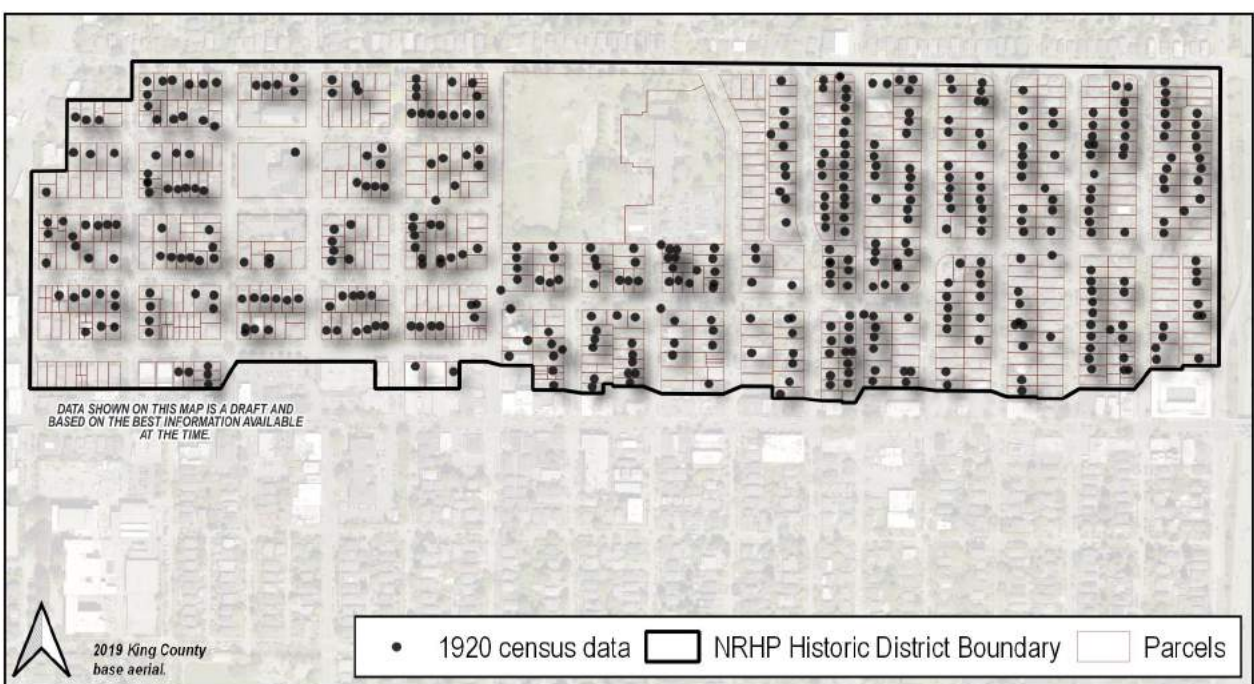 DATA SHOWN ON THIS MAP IS A DRAFT AND
BASED ON THE BEST INFORMATION AVAILABLE
AT THE TIME.
2019 King County
base aerial.
1920 census data
NRHP Historic District Boundary
Parcels